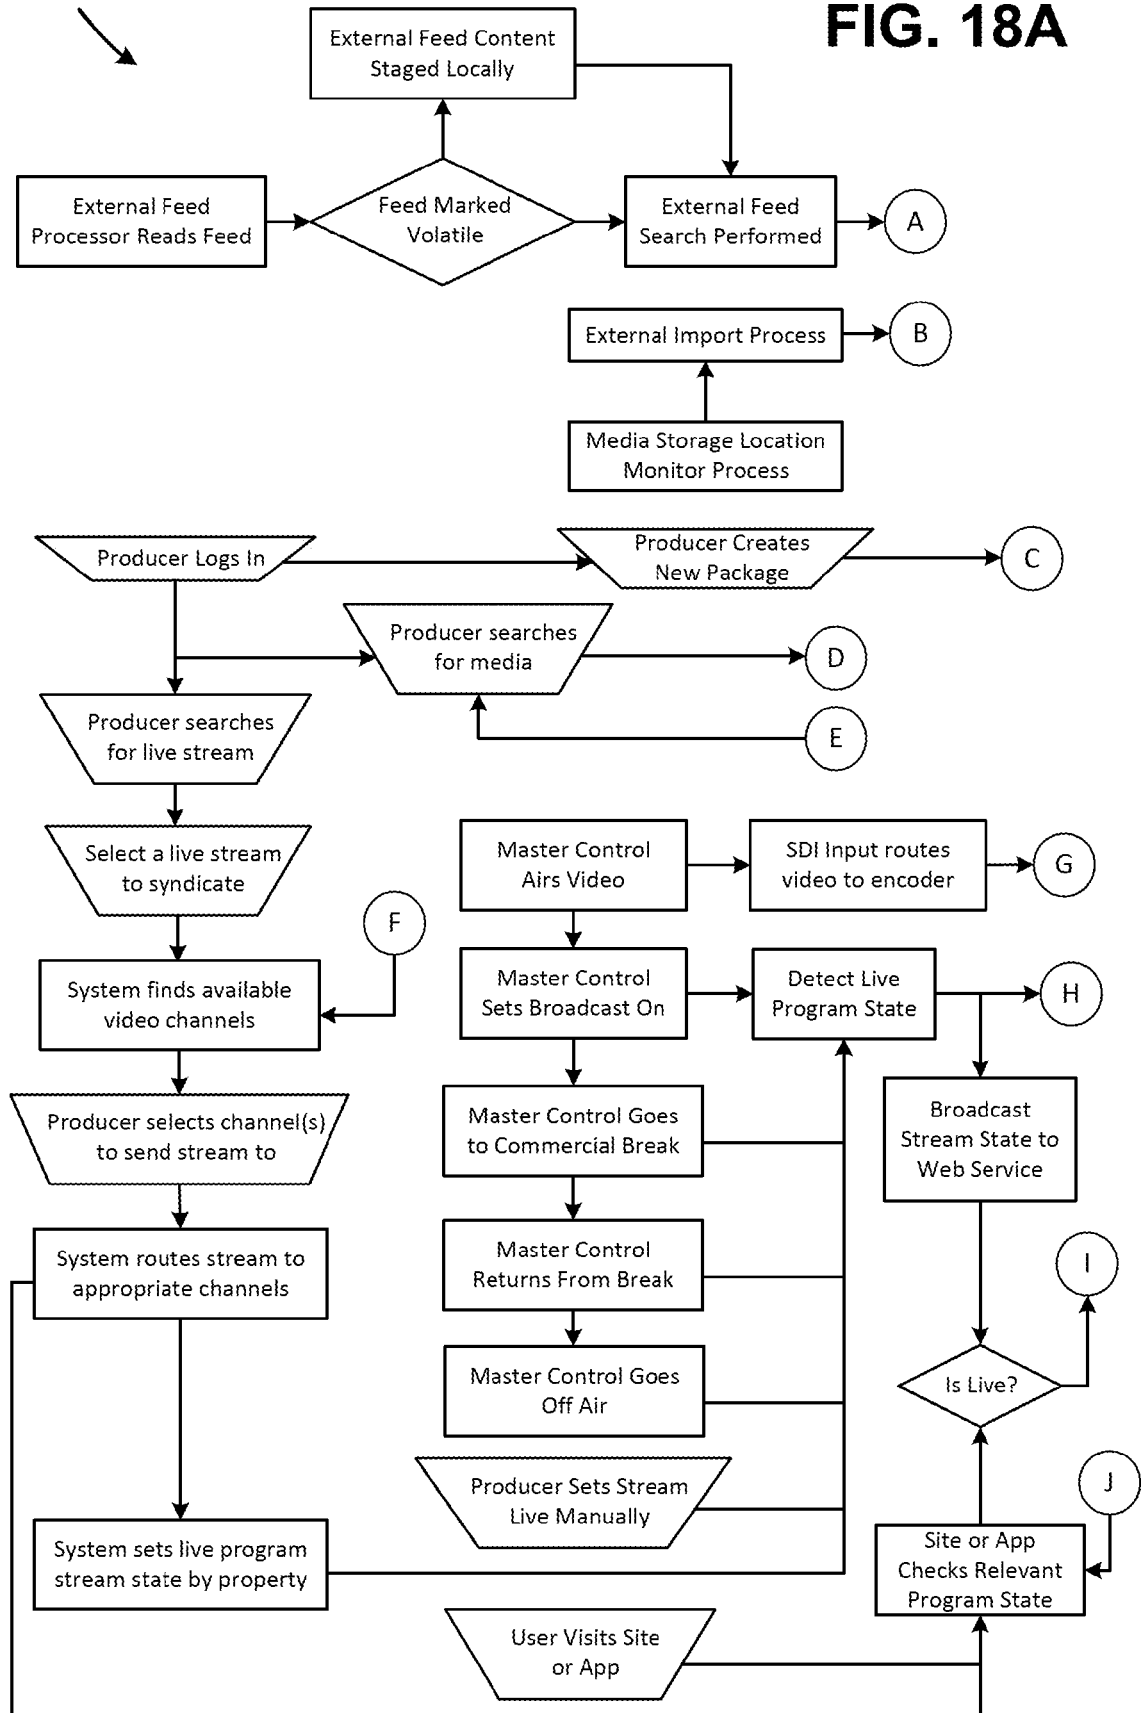 FIG. 18A
External Feed Content
Staged Locally
External Feed
Processor Reads Feed
Feed Marked
Volatile
External Feed
Search Performed
A
External Import Process
B
Media Storage Location
Monitor Process
Producer Logs In
Producer Creates
New Package
C
Producer searches
for media
D
E
Producer searches
for live stream
Select a live stream
to syndicate
F
System finds available
video channels
Producer selects channel(s)
to send stream to
System routes stream to
appropriate channels
System sets live program
stream state by property
Master Control
Airs Video
SDI Input routes
video to encoder
G
Master Control
Sets Broadcast On
Detect Live
Program State
H
Master Control Goes
to Commercial Break
Broadcast
Stream State to
Web Service
Master Control
Returns From Break
I
Master Control Goes
Off Air
Is Live?
Producer Sets Stream
Live Manually
J
Site or App
Checks Relevant
Program State
User Visits Site
or App